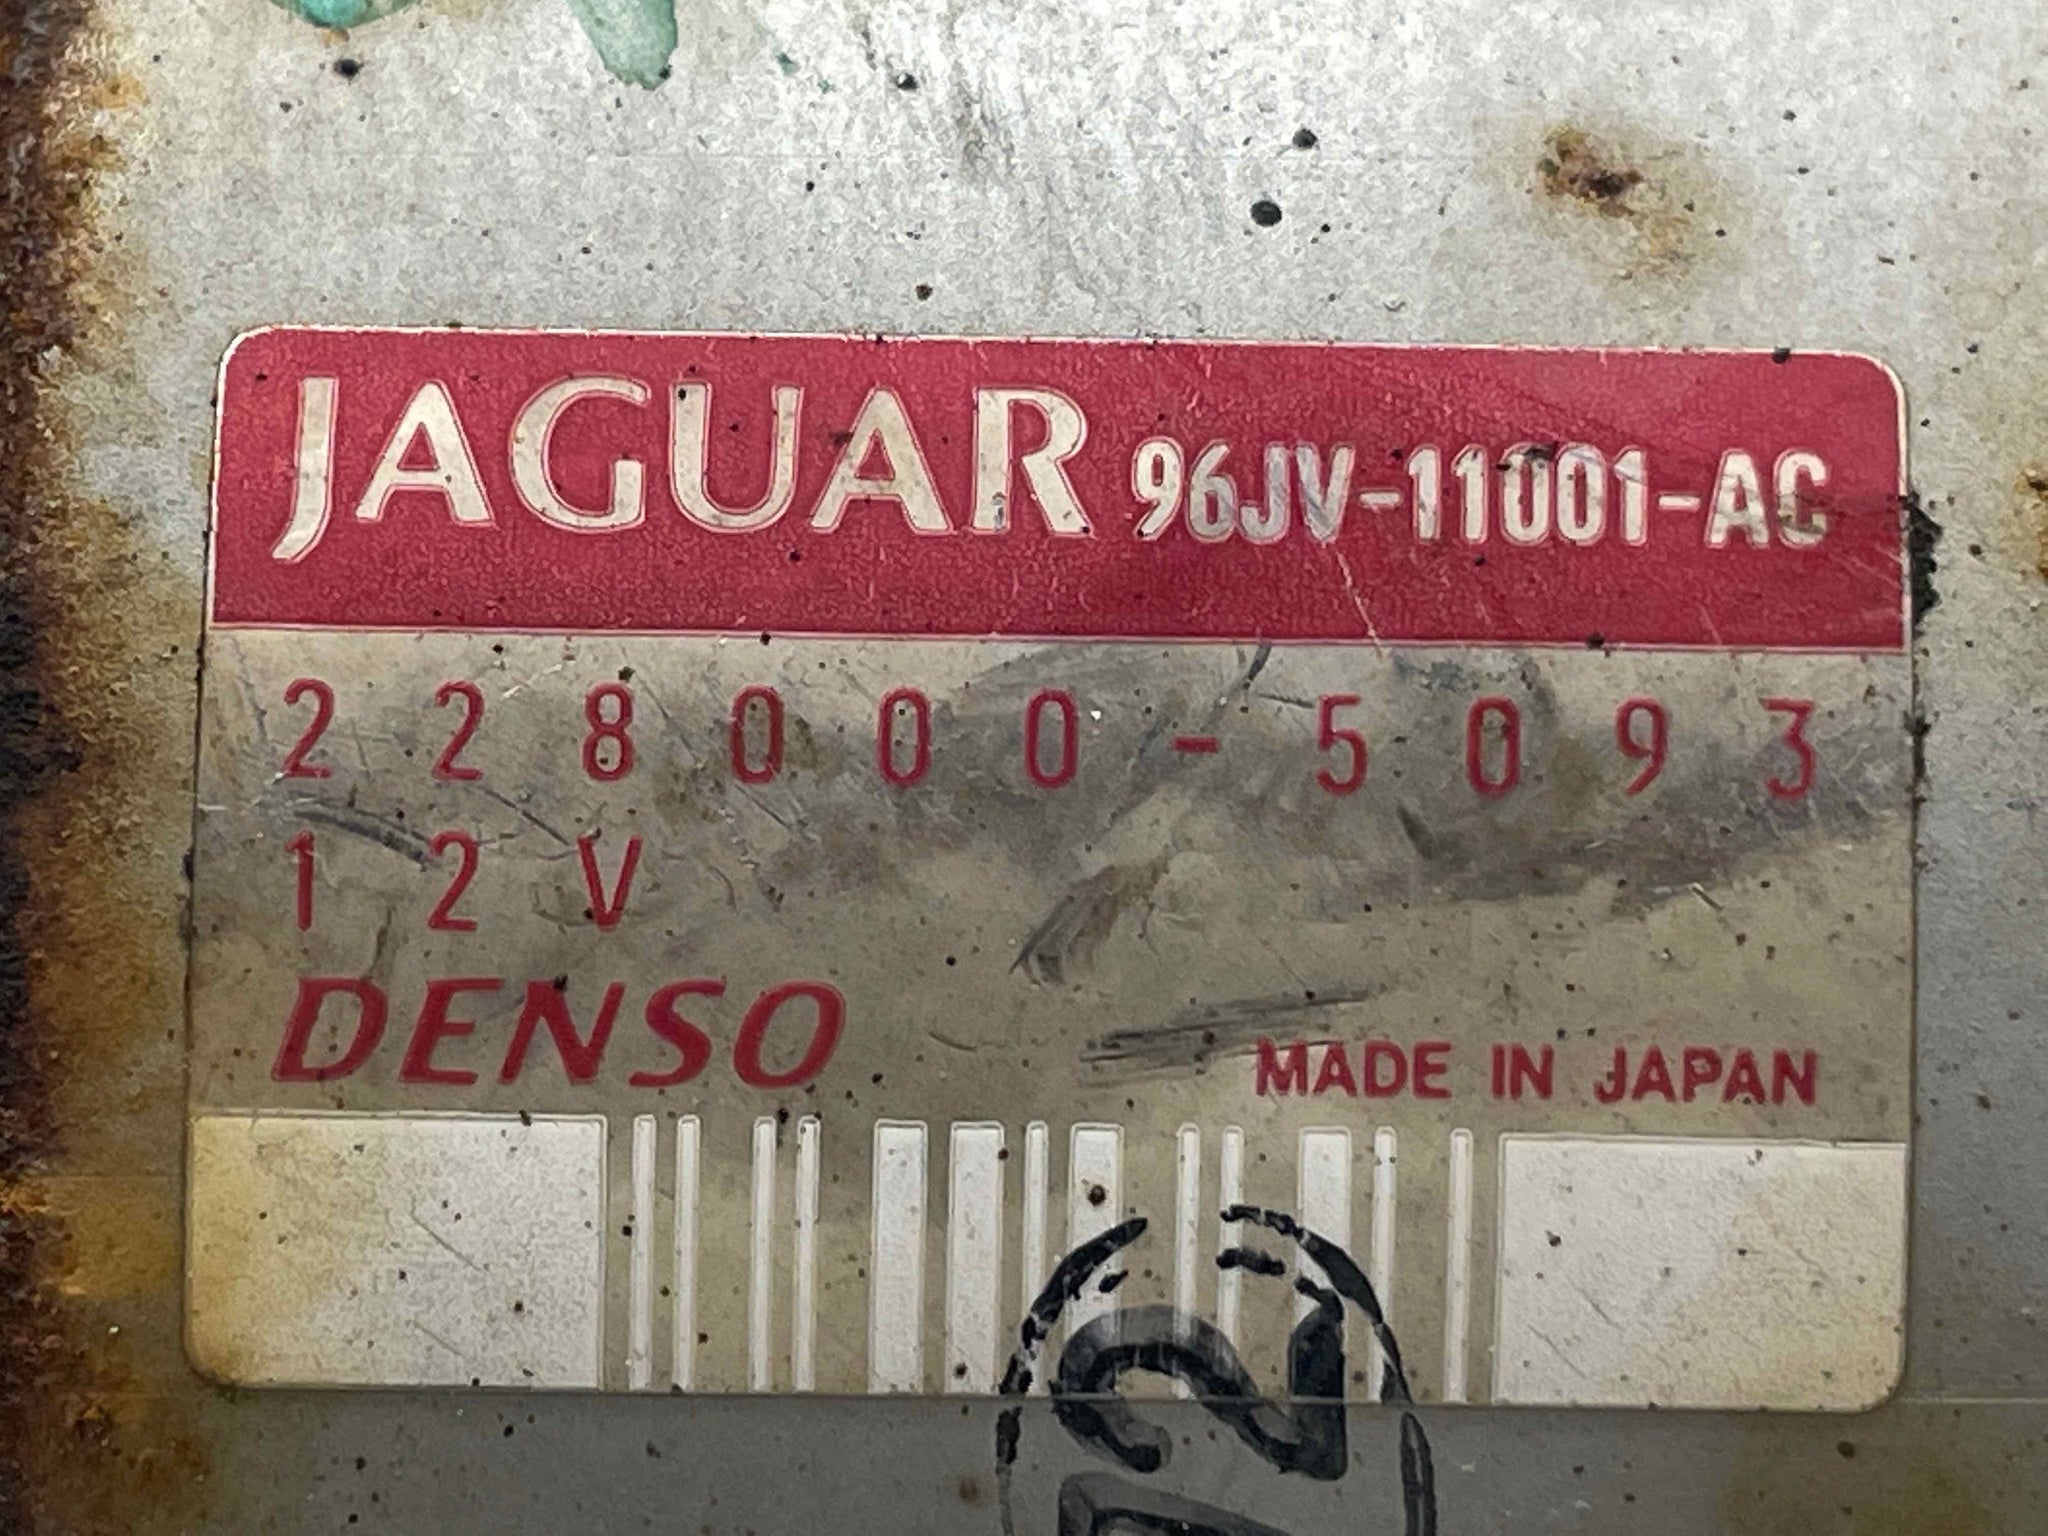 JAGUAR 96JV-11001-AC
228000-5093
12V
DENSO MADE IN JAPAN